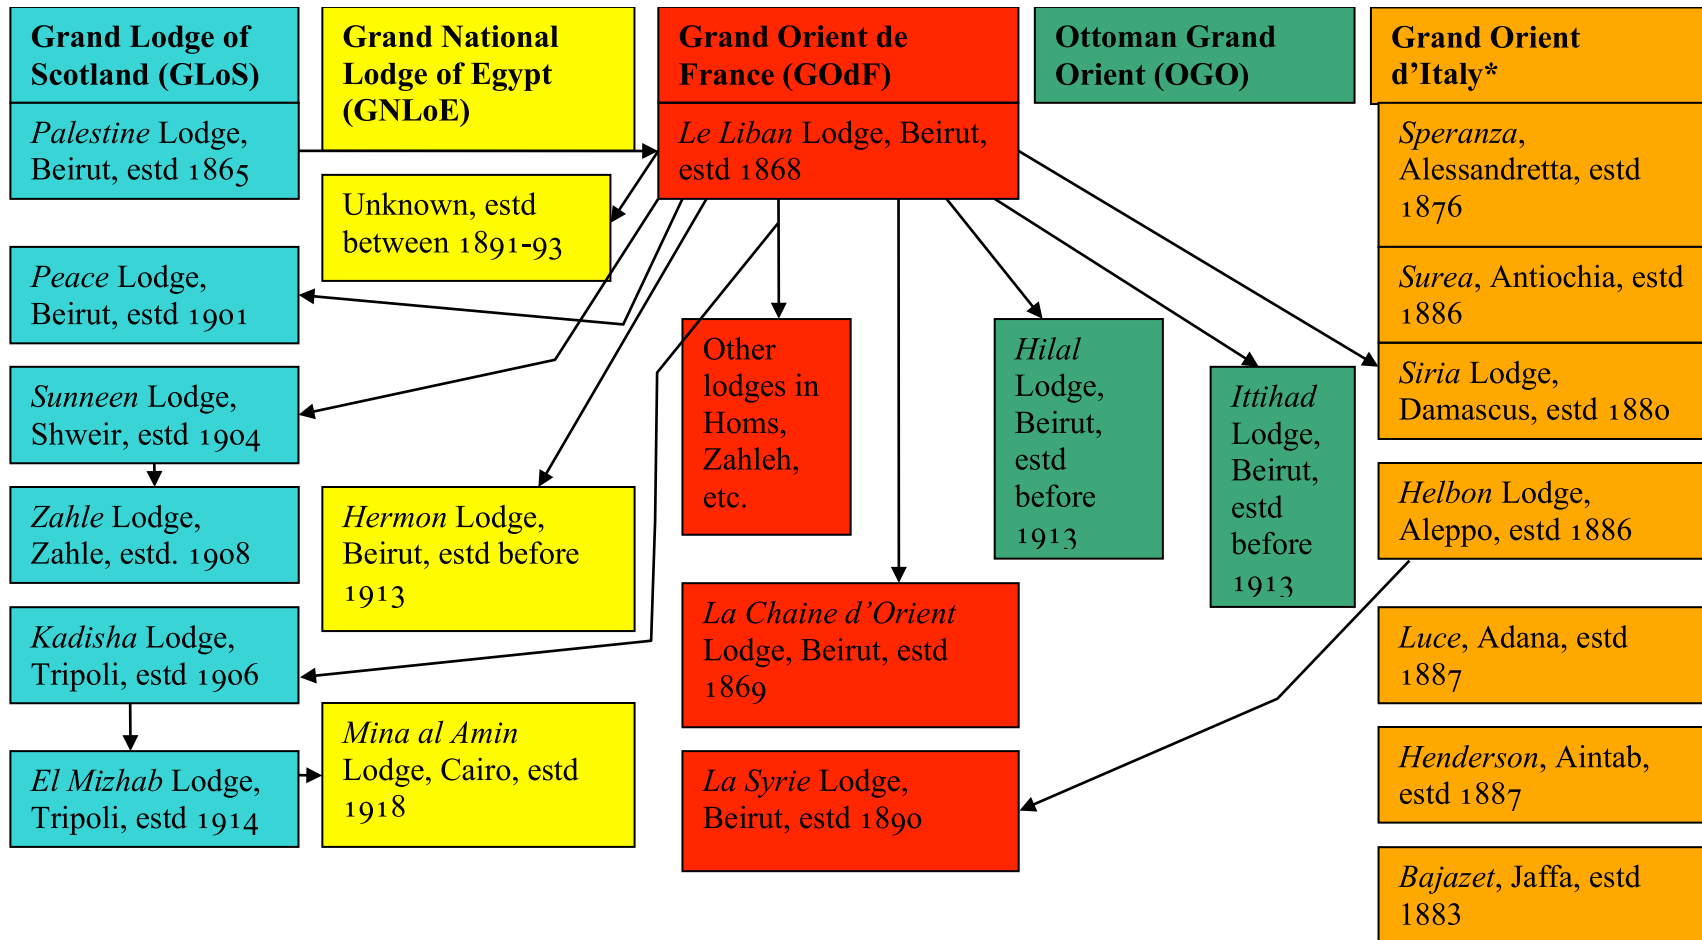 Grand Lodge of
Scotland (GLoS)
Palestine Lodge,
Beirut, estd 1865
Peace Lodge,
Beirut, estd 1901
Sunneen Lodge,
Shweir, estd 1904
Zahle Lodge,
Zahle, estd. 1908
Kadisha Lodge,
Tripoli, estd 1906
El Mizhab Lodge,
Tripoli, estd 1914
Grand National
Lodge of Egypt
(GNLoE)
Unknown, estd
between 1891-93
Hermon Lodge,
Beirut, estd before
1913
Mina al Amin
Lodge, Cairo, estd
1918
Grand Orient de
France (GOdF)
Le Liban Lodge, Beirut,
estd 1868
Other
lodges in
Homs,
Zahleh,
etc.
La Chaine d’Orient
Lodge, Beirut, estd
1869
La Syrie Lodge,
Beirut, estd 1890
Ottoman Grand
Orient (OGO)
Hilal
Lodge,
Beirut,
estd
before
1913
Ittihad
Lodge,
Beirut,
estd
before
1913
Grand Orient
d’Italy*
Speranza,
Alessandretta, estd
1876
Surea, Antiochia, estd
1886
Siria Lodge,
Damascus, estd 1880
Helbon Lodge,
Aleppo, estd 1886
Luce, Adana, estd
1887
Henderson, Aintab,
estd 1887
Bajazet, Jaffa, estd
1883